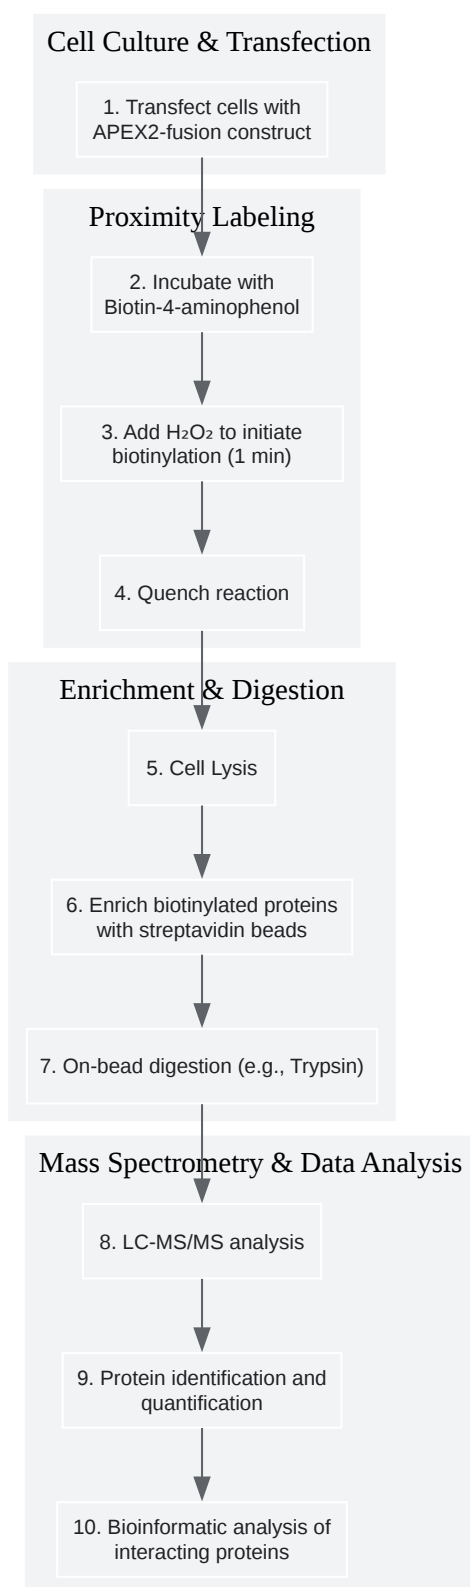 Cell Culture & Transfection
1. Transfect cells with
APEX2-fusion construct
Proximity Labeling
2. Incubate with
Biotin-4-aminophenol
3. Add H₂O₂ to initiate
biotinylation (1 min)
4. Quench reaction
Enrichment & Digestion
5. Cell Lysis
6. Enrich biotinylated proteins
with streptavidin beads
7. On-bead digestion (e.g., Trypsin)
Mass Spectrometry & Data Analysis
8. LC-MS/MS analysis
9. Protein identification and
quantification
10. Bioinformatic analysis of
interacting proteins